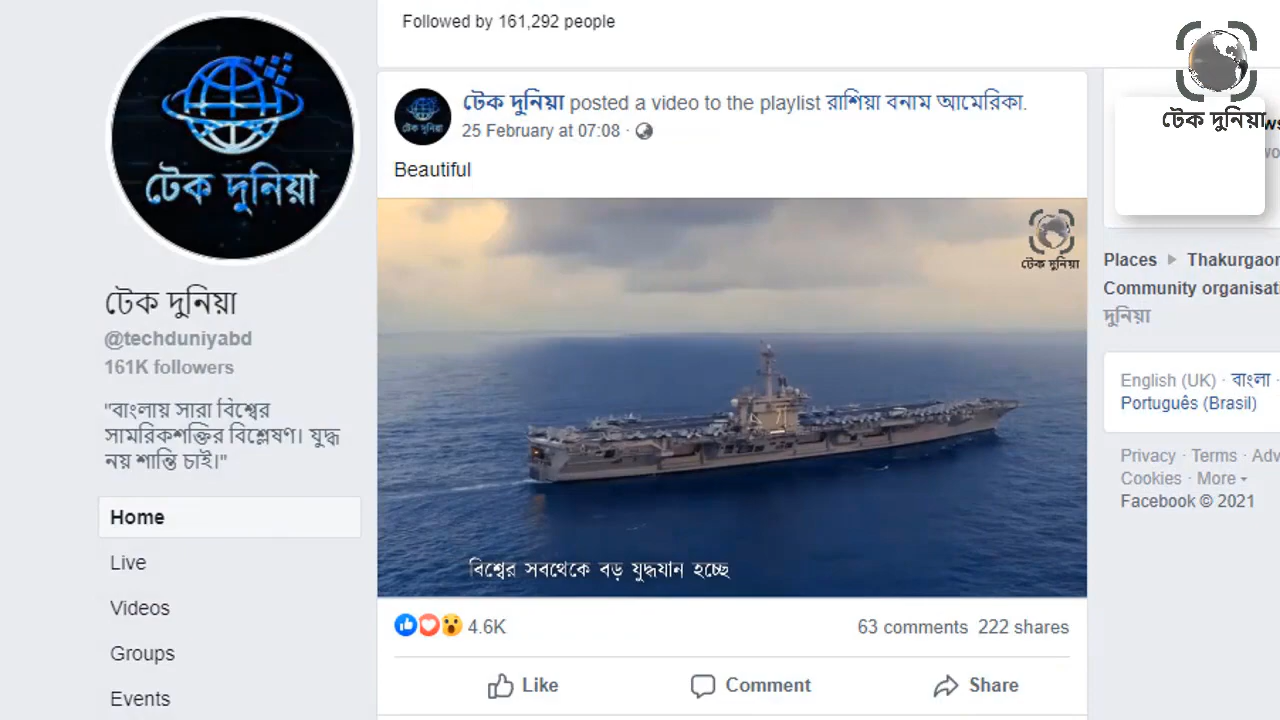 Followed by 161,292 people
টেক দুনিয়া posted a video to the playlist রাশিয়া বনাম আমেরিকা.
25 February at 07:08 ·
Beautiful
টেক দুনিয়া
টেক দুনিয়া
বিশ্বের সবথেকে বড় যুদ্ধযান হচ্ছে
4.6K
63 comments 222 shares
Like Comment Share
টেক দুনিয়া
টেক দুনিয়া
@techduniyabd
161K followers
"বাংলায় সারা বিশ্বের
সামরিকশক্তির বিশ্লেষণ। যুদ্ধ
নয় শান্তি চাই।"
Home
Live
Videos
Groups
Events
টেক দুনিয়া
Places Thakurgaon
Community organisati
দুনিয়া
English (UK) · বাংলা ·
Português (Brasil)
Privacy · Terms · Adv
Cookies · More
Facebook © 2021